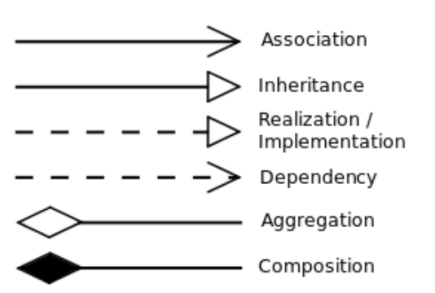 Association
Inheritance
Realization /
Implementation
Dependency
Aggregation
Composition